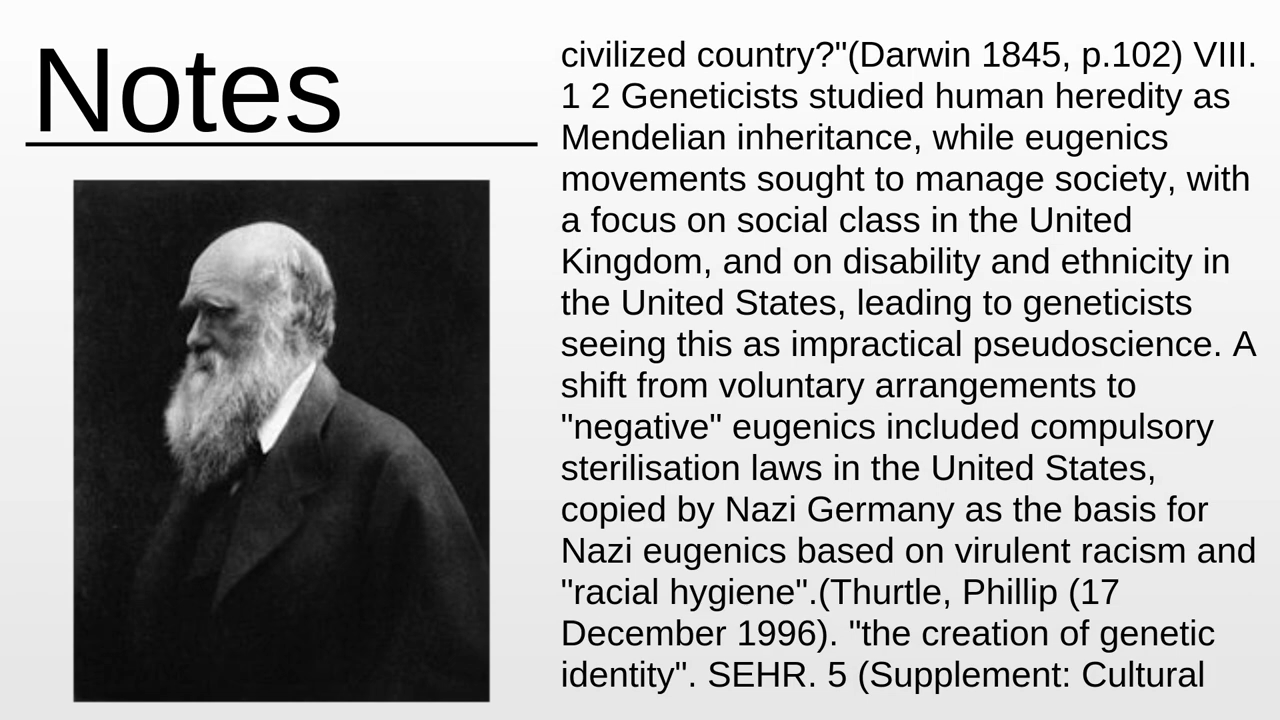 Notes
civilized country?"(Darwin 1845, p.102) VIII.
1 2 Geneticists studied human heredity as
Mendelian inheritance, while eugenics
movements sought to manage society, with
a focus on social class in the United
Kingdom, and on disability and ethnicity in
the United States, leading to geneticists
seeing this as impractical pseudoscience. A
shift from voluntary arrangements to
"negative" eugenics included compulsory
sterilisation laws in the United States,
copied by Nazi Germany as the basis for
Nazi eugenics based on virulent racism and
"racial hygiene".(Thurtle, Phillip (17
December 1996). "the creation of genetic
identity". SEHR. 5 (Supplement: Cultural